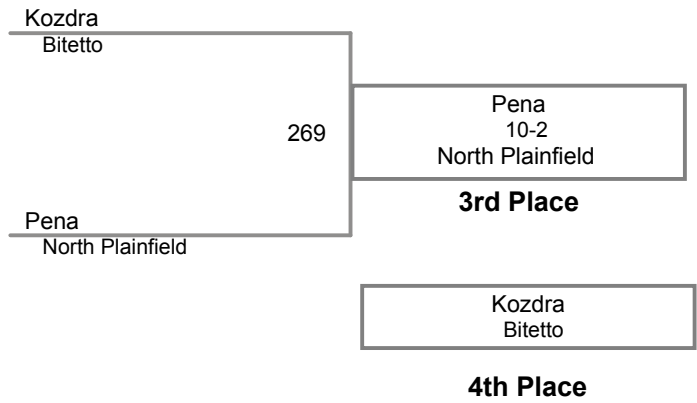 Kozdra
Bitetto
269
Pena
10-2
North Plainfield
3rd Place
Pena
North Plainfield
Kozdra
Bitetto
4th Place